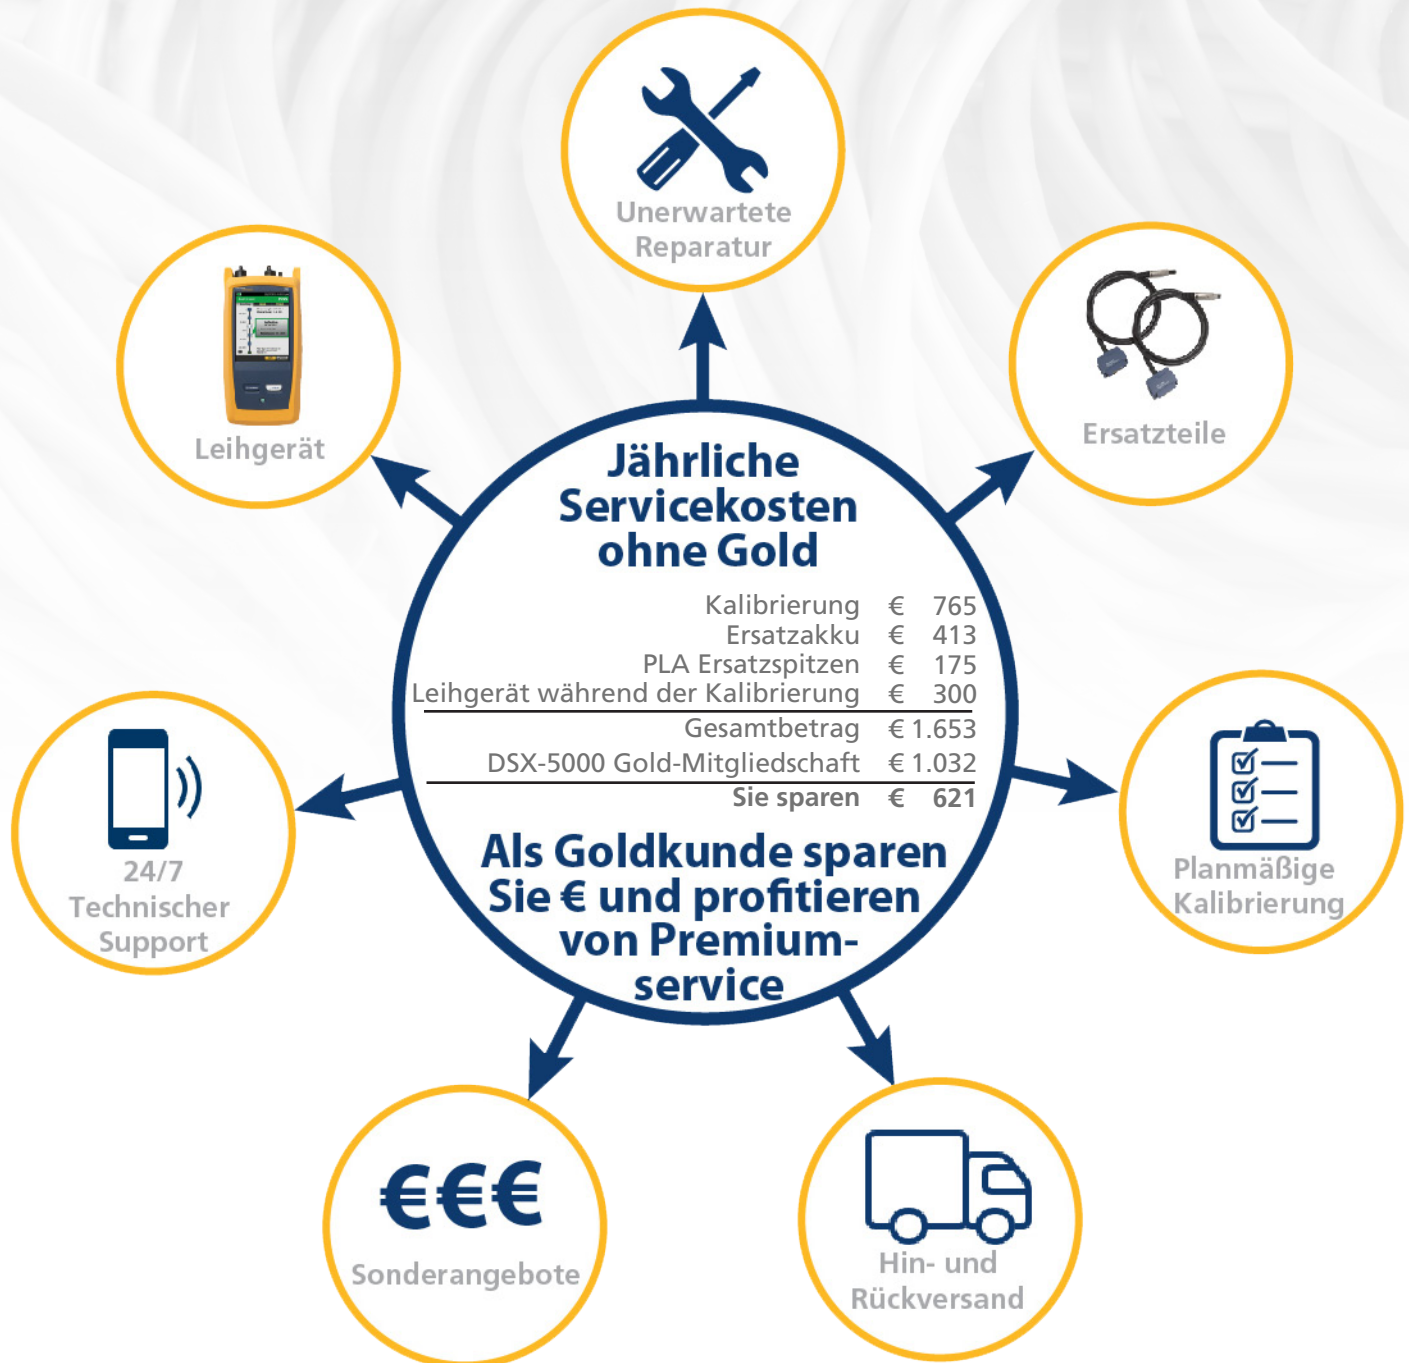 Unerwartete
Reparatur
Leihgerät
Ersatzteile
Jährliche
Servicekosten
ohne Gold
Kalibrierung € 765
Ersatzakku € 413
PLA Ersatzspitzen € 175
Leihgerät während der Kalibrierung € 300
Gesamtbetrag € 1.653
DSX-5000 Gold-Mitgliedschaft € 1.032
Sie sparen € 621
Als Goldkunde sparen
Sie € und profitieren
von Premium-
service
24/7
Technischer
Support
Planmäßige
Kalibrierung
€€€
Sonderangebote
Hin- und
Rückversand